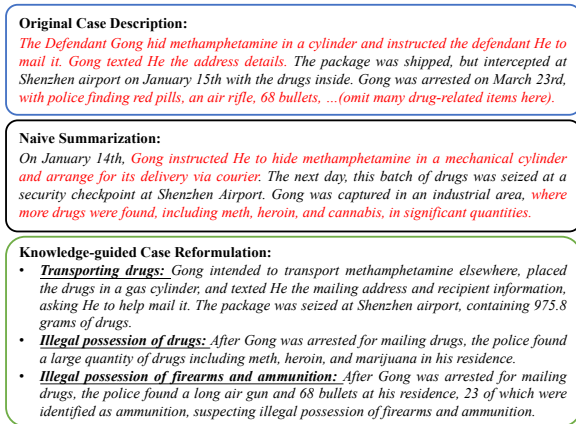 Original Case Description:
The Defendant Gong hid methamphetamine in a cylinder and instructed the defendant He to
mail it. Gong texted He the address details. The package was shipped, but intercepted at
Shenzhen airport on January 15th with the drugs inside. Gong was arrested on March 23rd,
with police finding red pills, an air rifle, 68 bullets, …(omit many drug-related items here).
Naive Summarization:
On January 14th, Gong instructed He to hide methamphetamine in a mechanical cylinder
and arrange for its delivery via courier. The next day, this batch of drugs was seized at a
security checkpoint at Shenzhen Airport. Gong was captured in an industrial area, where
more drugs were found, including meth, heroin, and cannabis, in significant quantities.
Knowledge-guided Case Reformulation:
• Transporting drugs: Gong intended to transport methamphetamine elsewhere, placed
the drugs in a gas cylinder, and texted He the mailing address and recipient information,
asking He to help mail it. The package was seized at Shenzhen airport, containing 975.8
grams of drugs.
• Illegal possession of drugs: After Gong was arrested for mailing drugs, the police found
a large quantity of drugs including meth, heroin, and marijuana in his residence.
• Illegal possession of firearms and ammunition: After Gong was arrested for mailing
drugs, the police found a long air gun and 68 bullets at his residence, 23 of which were
identified as ammunition, suspecting illegal possession of firearms and ammunition.